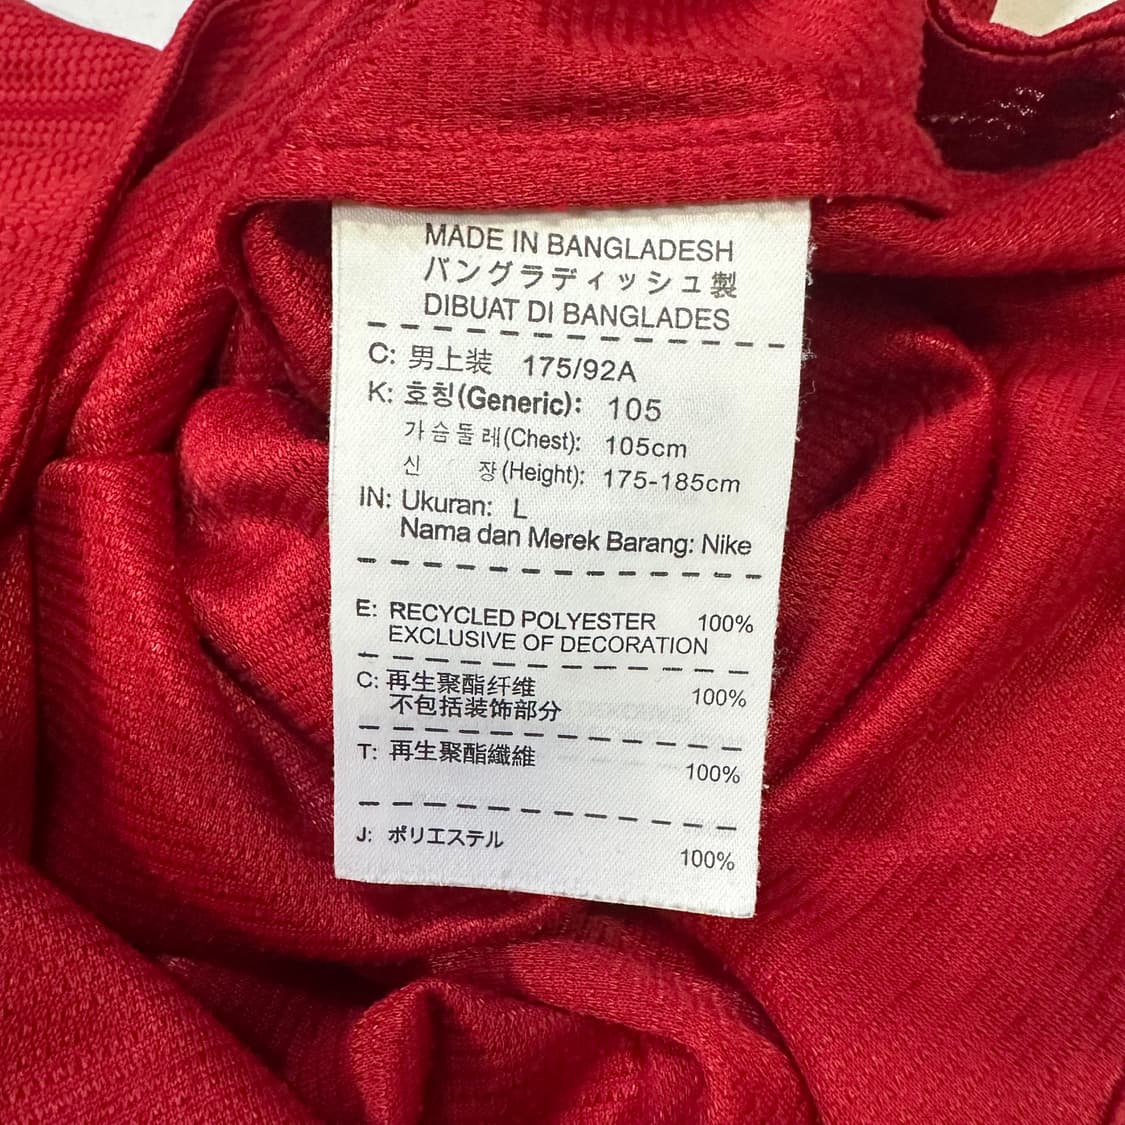 MADE IN BANGLADESH
バングラディッシュ製
DIBUAT DI BANGLADES
C: 男上装 175/92A
K: 호칭(Generic): 105
가슴둘레(Chest): 105cm
신 장(Height): 175-185cm
IN: Ukuran: L
Nama dan Merek Barang: Nike
E: RECYCLED POLYESTER 100%
EXCLUSIVE OF DECORATION
C: 再生聚酯纤维 100%
不包括装饰部分
T: 再生聚酯纖維 100%
J: ポリエステル 100%